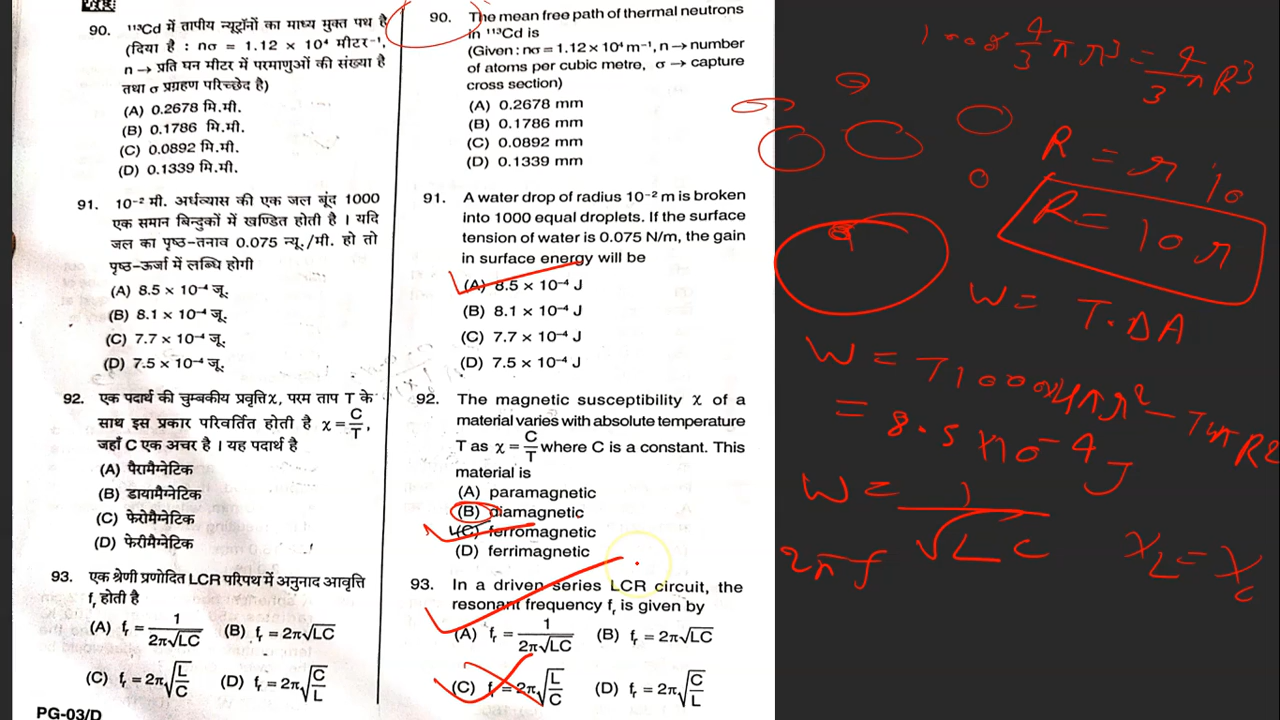 90. ¹¹³Cd में तापीय न्यूट्रॉनों का माध्य मुक्त पथ है
(दिया है : nσ = 1.12 × 10⁴ मीटर⁻¹,
n → प्रति घन मीटर में परमाणुओं की संख्या है
तथा σ प्रग्रहण परिच्छेद है)
(A) 0.2678 मि.मी.
(B) 0.1786 मि.मी.
(C) 0.0892 मि.मी.
(D) 0.1339 मि.मी.
91. 10⁻² मी. अर्धव्यास की एक जल बूंद 1000
एक समान बिन्दुकों में खण्डित होती है । यदि
जल का पृष्ठ-तनाव 0.075 न्यू./मी. हो तो
पृष्ठ-ऊर्जा में लब्धि होगी
(A) 8.5 × 10⁻⁴ जू.
(B) 8.1 × 10⁻⁴ जू.
(C) 7.7 × 10⁻⁴ जू.
(D) 7.5 × 10⁻⁴ जू.
92. एक पदार्थ की चुम्बकीय प्रवृत्ति χ, परम ताप T के
साथ इस प्रकार परिवर्तित होती है χ = C/T,
जहाँ C एक अचर है । यह पदार्थ है
(A) पैरामैग्नेटिक
(B) डायामैग्नेटिक
(C) फेरोमैग्नेटिक
(D) फेरीमैग्नेटिक
93. एक श्रेणी प्रणोदित LCR परिपथ में अनुनाद आवृत्ति
fᵣ होती है
(A) fᵣ = 1/2π√LC (B) fᵣ = 2π√LC
(C) fᵣ = 2π√L/C (D) fᵣ = 2π√C/L
PG-03/D
90. The mean free path of thermal neutrons
in ¹¹³Cd is
(Given : nσ = 1.12 × 10⁴ m⁻¹, n → number
of atoms per cubic metre, σ → capture
cross section)
(A) 0.2678 mm
(B) 0.1786 mm
(C) 0.0892 mm
(D) 0.1339 mm
91. A water drop of radius 10⁻² m is broken
into 1000 equal droplets. If the surface
tension of water is 0.075 N/m, the gain
in surface energy will be
(A) 8.5 × 10⁻⁴ J
(B) 8.1 × 10⁻⁴ J
(C) 7.7 × 10⁻⁴ J
(D) 7.5 × 10⁻⁴ J
92. The magnetic susceptibility χ of a
material varies with absolute temperature
T as χ = C/T where C is a constant. This
material is
(A) paramagnetic
(B) diamagnetic
(C) ferromagnetic
(D) ferrimagnetic
93. In a driven series LCR circuit, the
resonant frequency fᵣ is given by
(A) fᵣ = 1/2π√LC (B) fᵣ = 2π√LC
(C) fᵣ = 2π√L/C (D) fᵣ = 2π√C/L
4/3 π r³ = 4/3 π R³
R = r 10
R = 10 r
W = T.ΔA
W = T 1000 4πr² - T4πR²
= 8.5 × 10⁻⁴ J
W = 1/√LC
2πf
X_L = X_c